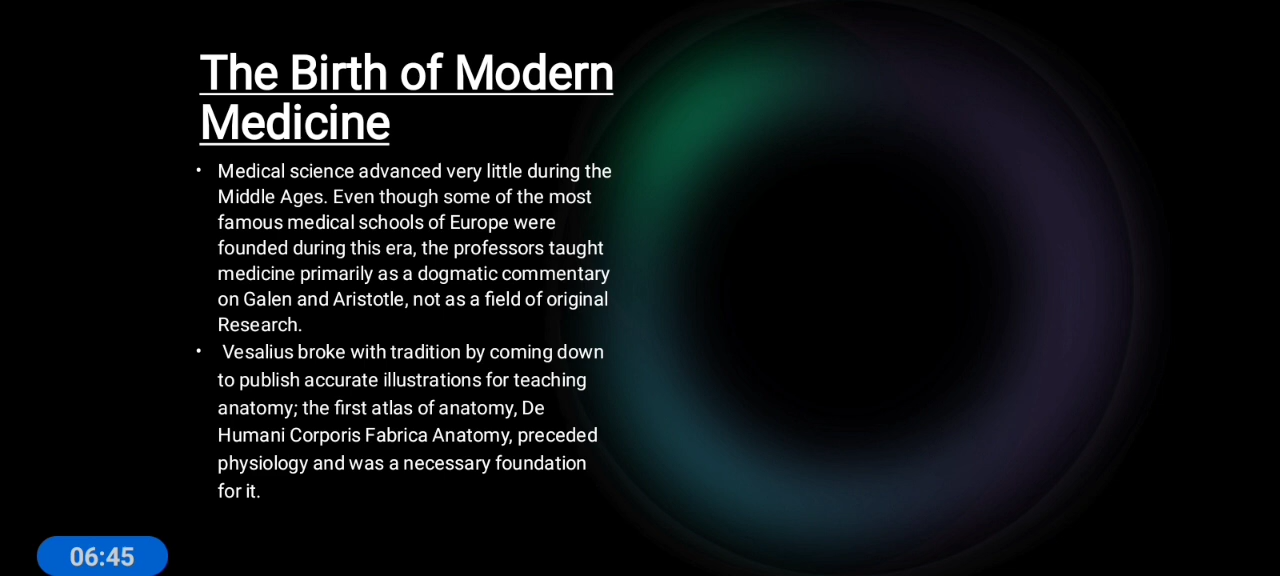 The Birth of Modern
Medicine
• Medical science advanced very little during the
Middle Ages. Even though some of the most
famous medical schools of Europe were
founded during this era, the professors taught
medicine primarily as a dogmatic commentary
on Galen and Aristotle, not as a field of original
Research.
• Vesalius broke with tradition by coming down
to publish accurate illustrations for teaching
anatomy; the first atlas of anatomy, De
Humani Corporis Fabrica Anatomy, preceded
physiology and was a necessary foundation
for it.
06:45